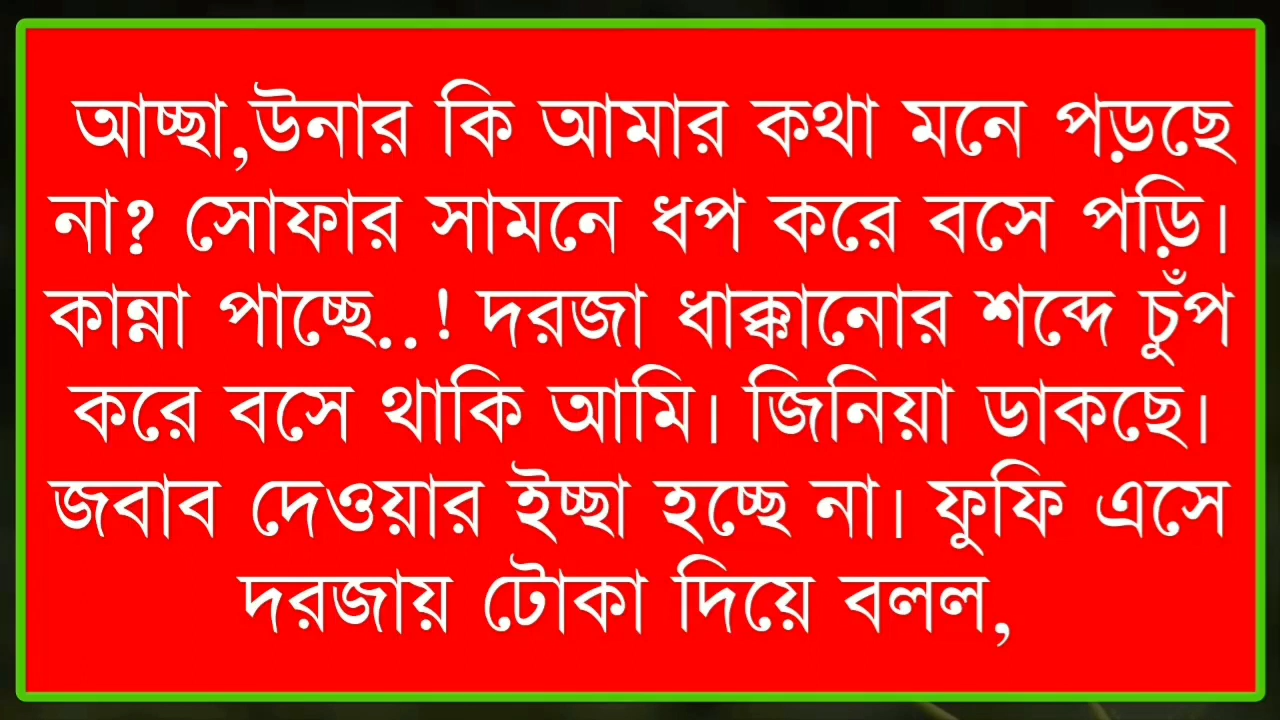 আচ্ছা,উনার কি আমার কথা মনে পড়ছে
না? সোফার সামনে ধপ করে বসে পড়ি।
কান্না পাচ্ছে..! দরজা ধাক্কানোর শব্দে চুঁপ
করে বসে থাকি আমি। জিনিয়া ডাকছে।
জবাব দেওয়ার ইচ্ছা হচ্ছে না। ফুফি এসে
দরজায় টোকা দিয়ে বলল,